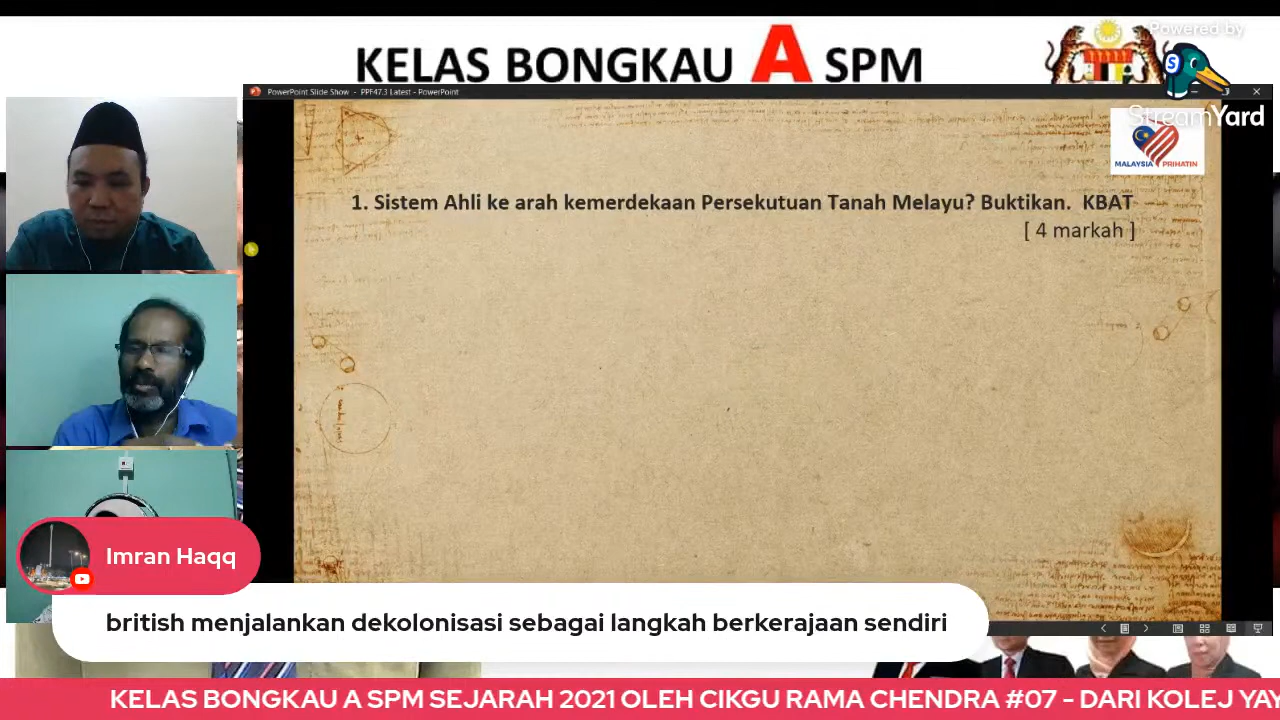 KELAS BONGKAU A SPM
Powered by
StreamYard
PowerPoint Slide Show - PPF47.3 Latest - PowerPoint
MALAYSIA PRIHATIN
1. Sistem Ahli ke arah kemerdekaan Persekutuan Tanah Melayu? Buktikan. KBAT
[ 4 markah ]
Imran Haqq
british menjalankan dekolonisasi sebagai langkah berkerajaan sendiri
KELAS BONGKAU A SPM SEJARAH 2021 OLEH CIKGU RAMA CHENDRA #07 - DARI KOLEJ YAY